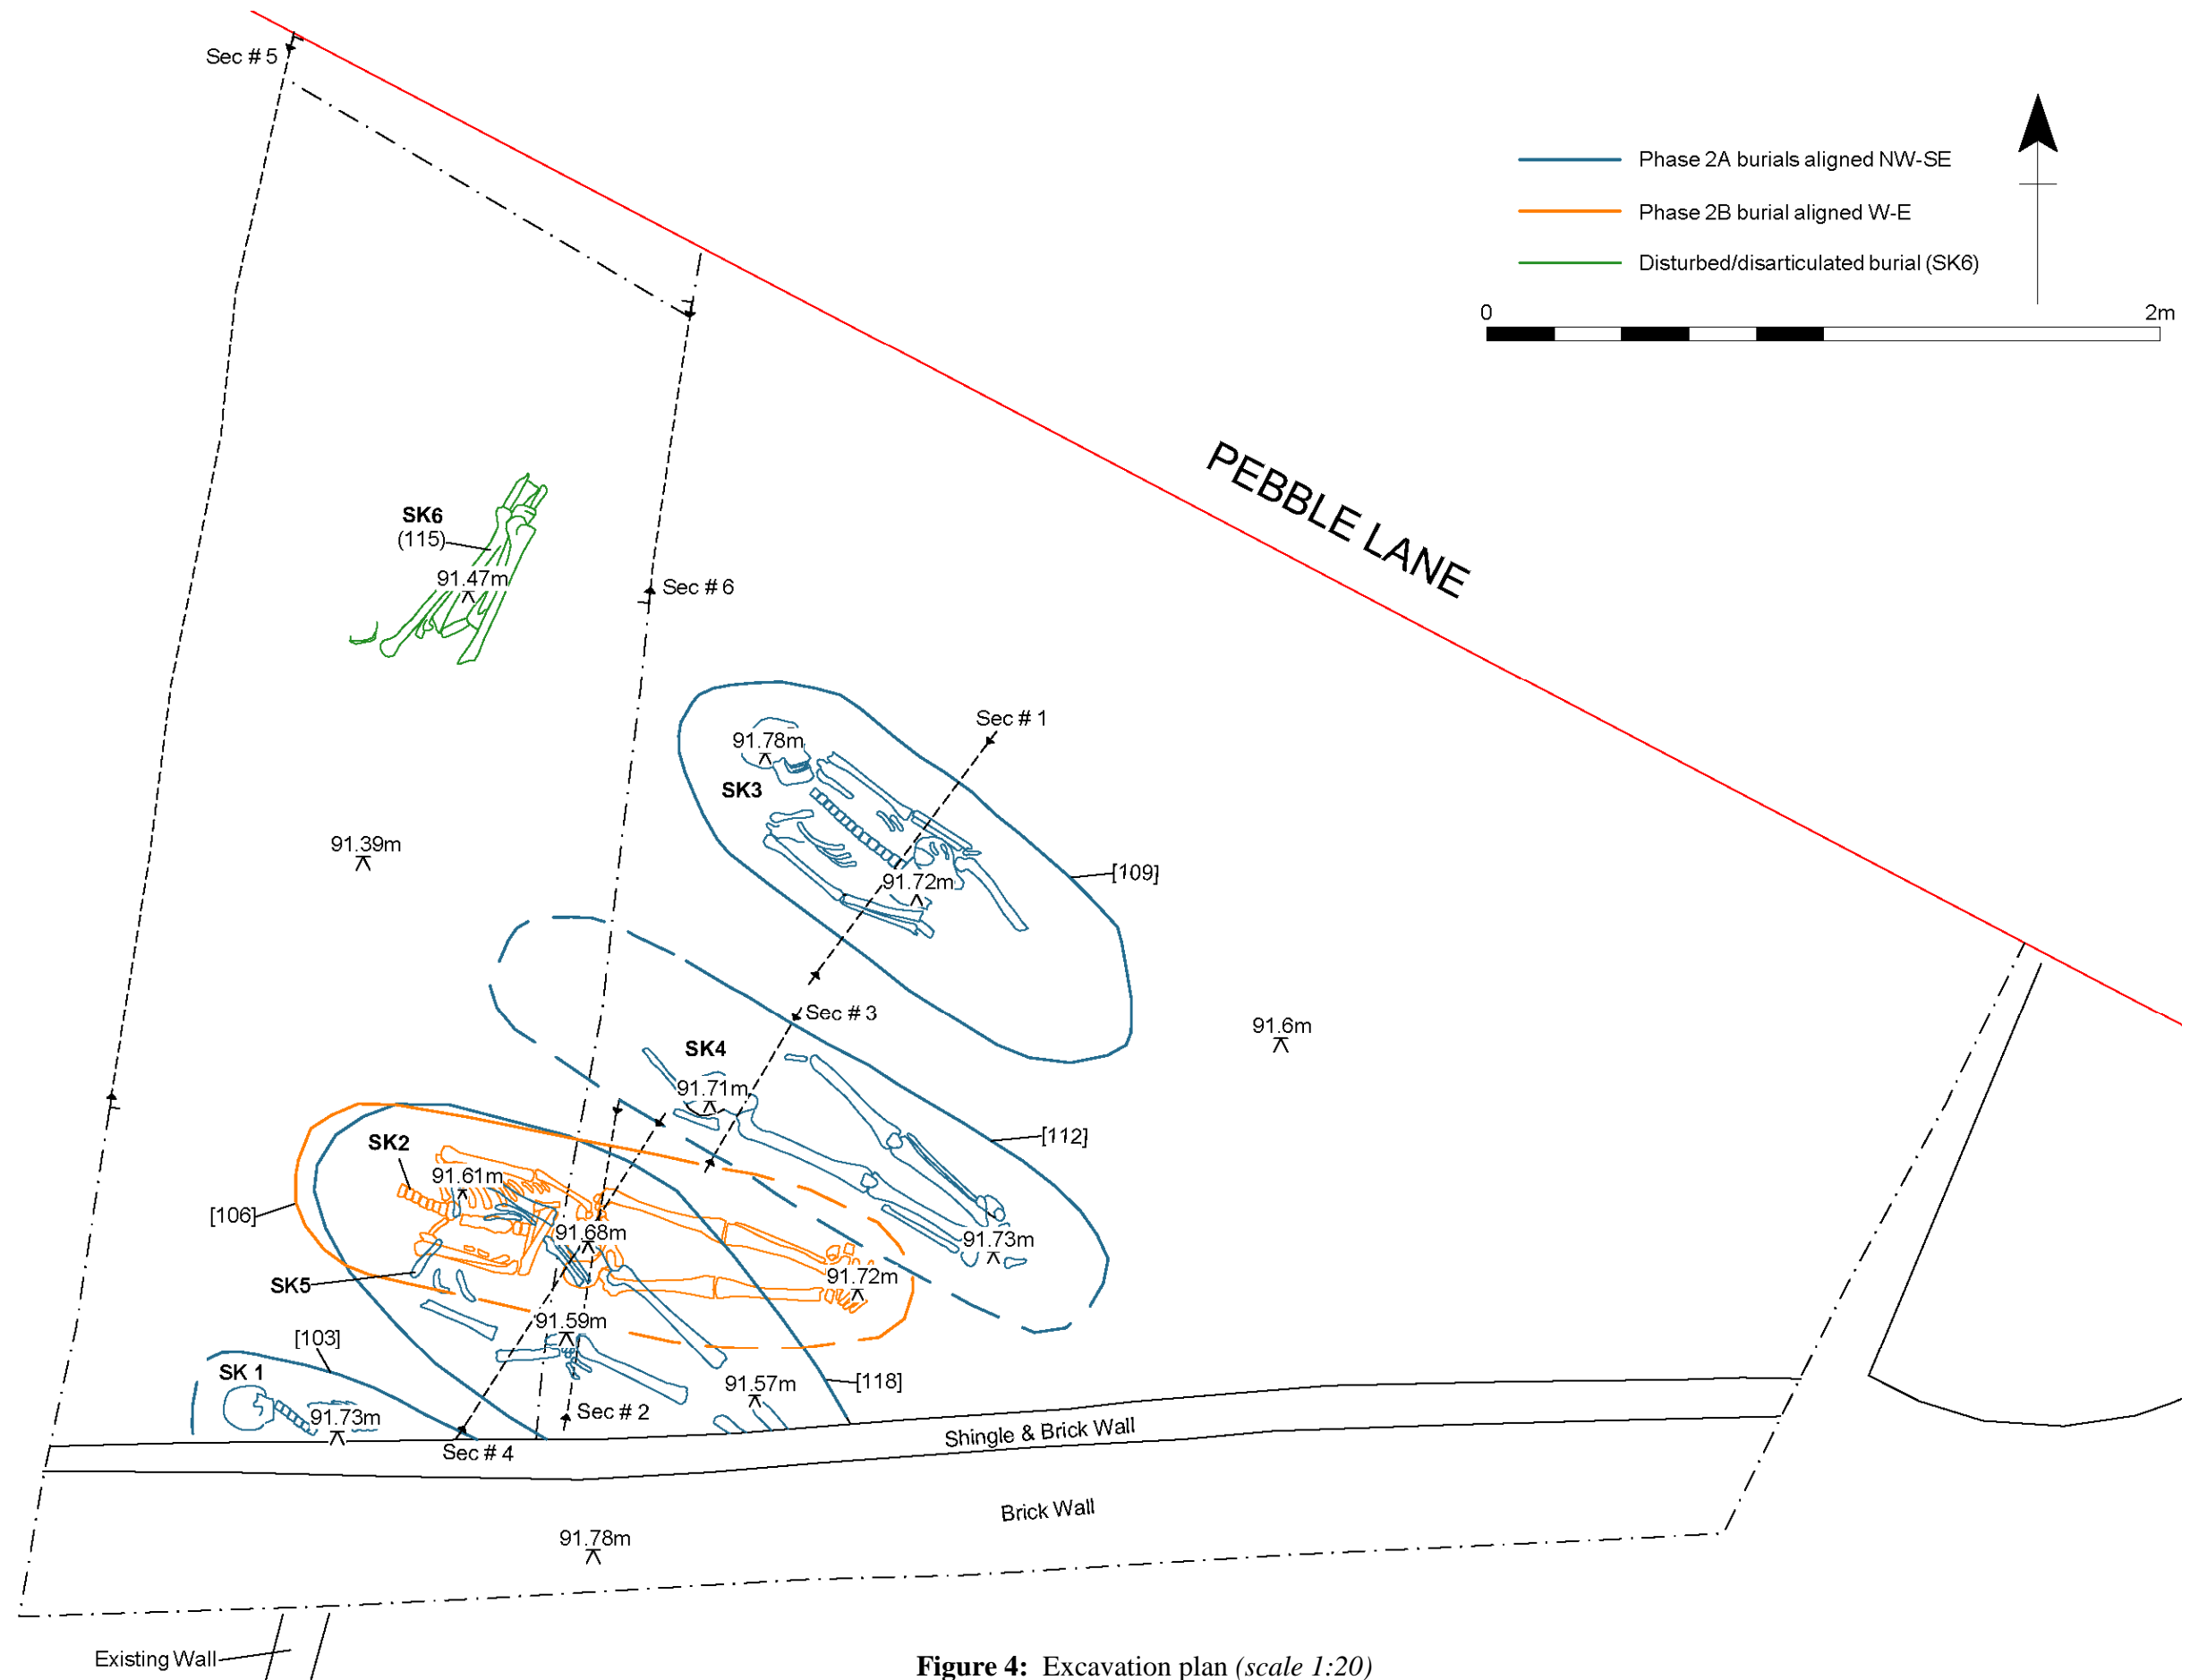 Sec # 5
Phase 2A burials aligned NW-SE
Phase 2B burial aligned W-E
Disturbed/disarticulated burial (SK6)
0 2m
PEBBLE LANE
SK6
(115)
91.47m
Sec # 6
Sec # 1
91.78m
SK3
91.39m
[109]
91.72m
Sec # 3
91.6m
SK4
91.71m
[112]
SK2
91.61m
[106]
91.68m
91.73m
91.72m
SK5
91.59m
[103]
SK 1
91.57m
[118]
91.73m
Sec # 2
Sec # 4
Shingle & Brick Wall
Brick Wall
91.78m
Existing Wall
Figure 4: Excavation plan (scale 1:20)